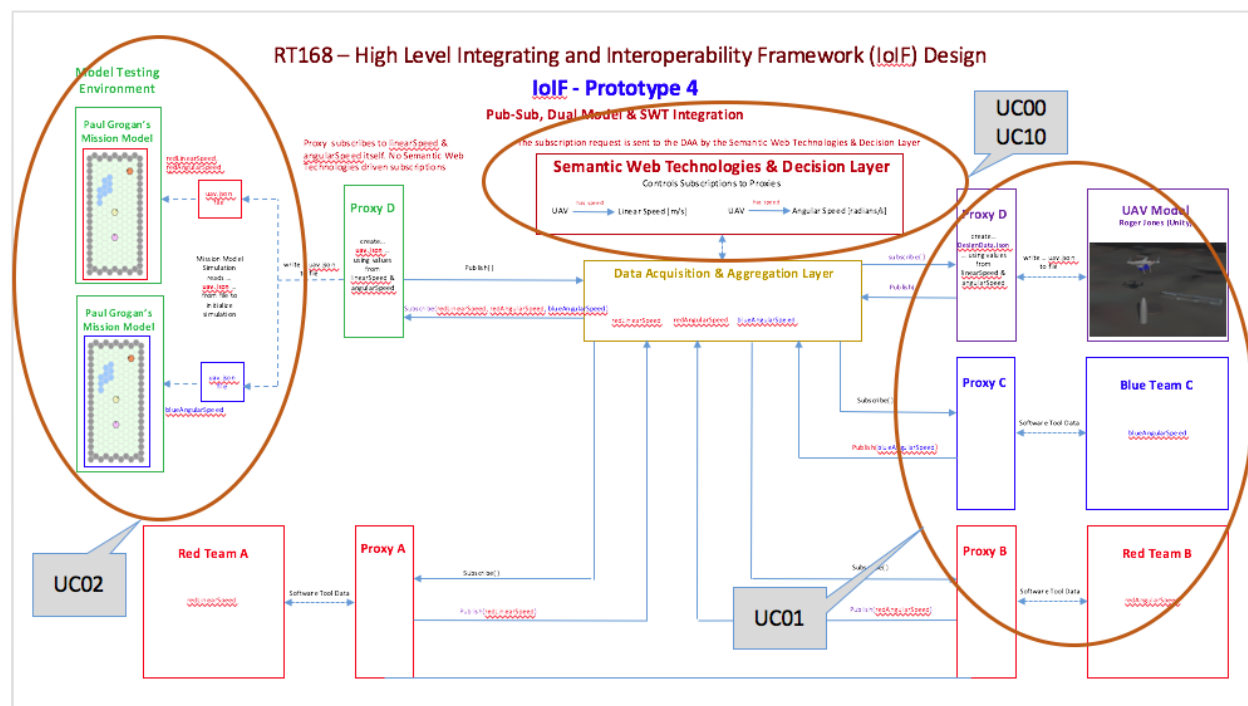 RT168 – High Level Integrating and Interoperability Framework (IoIF) Design
IoIF - Prototype 4
Pub-Sub, Dual Model & SWT Integration
The subscription request is sent to the DAA by the Semantic Web Technologies & Decision Layer
UC00
UC10
Model Testing
Environment
Paul Grogan's
Mission Model
redLinearSpeed,
redAngularSpeed
uav.json
file
Mission Model
Simulation
reads ...
uav.json ...
from file to
initialize
simulation
write ... uav.json
to file
Paul Grogan's
Mission Model
uav.json
file
blueAngularSpeed
Proxy subscribes to linearSpeed &
angularSpeed itself. No Semantic Web
Technologies driven subscriptions
Proxy D
create...
uav.json ...
using values
from
linearSpeed &
angularSpeed
Publish()
Subscribe(redLinearSpeed, redAngularSpeed, blueAngularSpeed)
Semantic Web Technologies & Decision Layer
Controls Subscriptions to Proxies
UAV
has speed
Linear Speed [m/s]
UAV
has speed
Angular Speed [radians/s]
Data Acquisition & Aggregation Layer
redLinearSpeed
redAngularSpeed
blueAngularSpeed
subscribe()
Publish(
Proxy D
create...
DesignData.json
... using values
from
linearSpeed &
angularSpeed
write ... uav.json
to file
UAV Model
Roger Jones (Unity)
Subscribe()
Publish(blueAngularSpeed)
Proxy C
Software Tool Data
Blue Team C
blueAngularSpeed
UC02
Red Team A
redLinearSpeed
Software Tool Data
Proxy A
Subscribe()
Publish(redLinearSpeed)
UC01
Subscribe()
Publish(redAngularSpeed)
Proxy B
Software Tool Data
Red Team B
redAngularSpeed